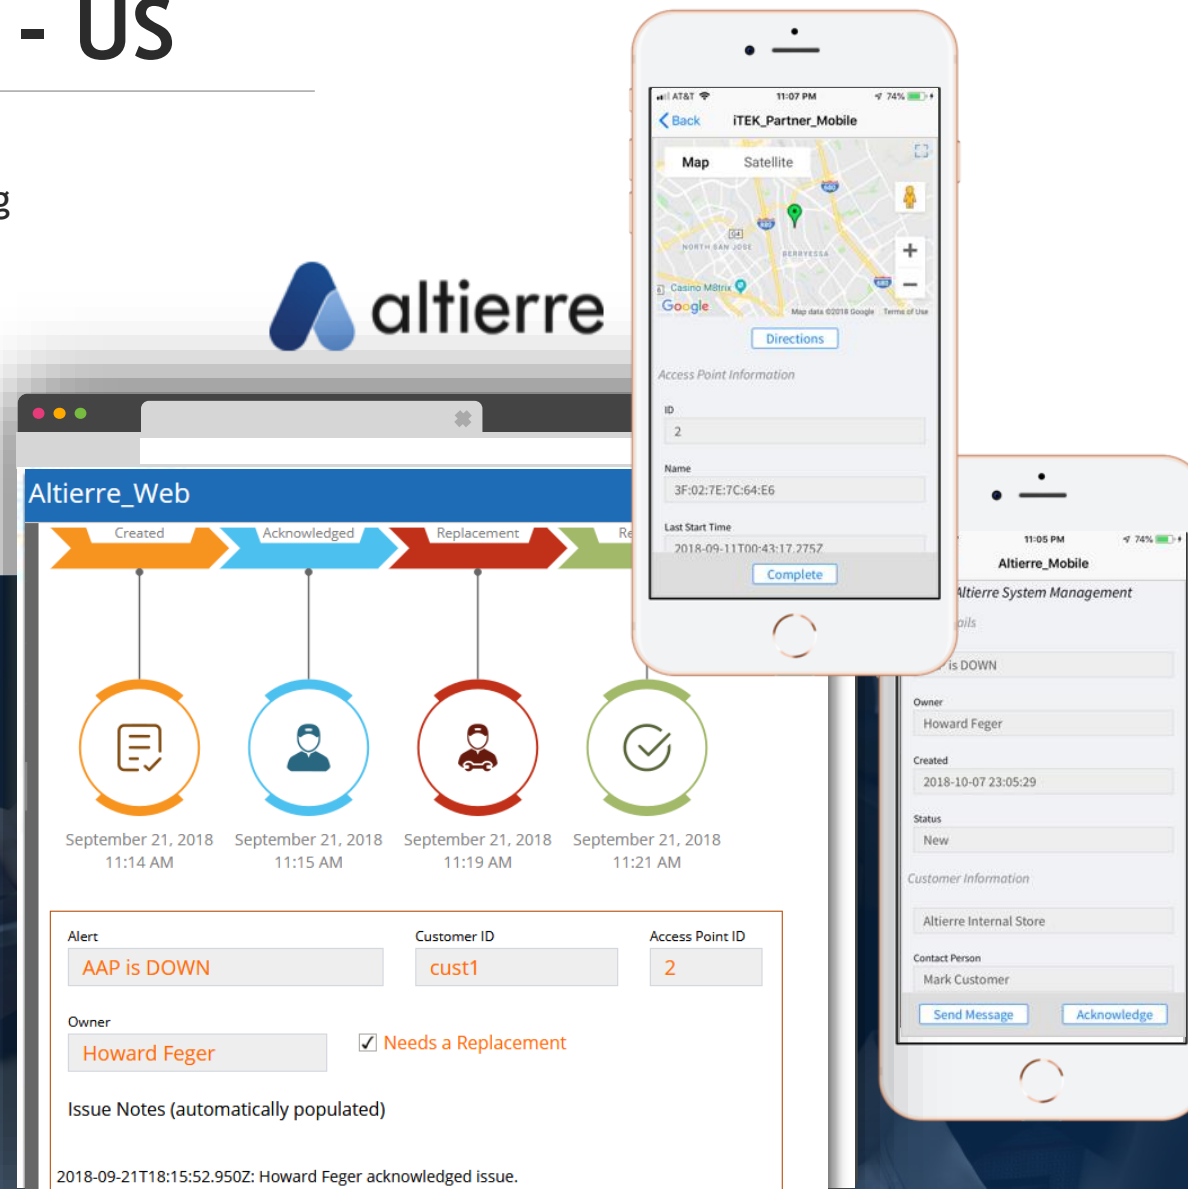 - US
g
altierre
Altierre_Web
Created
Acknowledged
Replacement
Re
September 21, 2018
11:14 AM
September 21, 2018
11:15 AM
September 21, 2018
11:19 AM
September 21, 2018
11:21 AM
Alert
AAP is DOWN
Customer ID
cust1
Access Point ID
2
Owner
Howard Feger
Needs a Replacement
Issue Notes (automatically populated)
2018-09-21T18:15:52.950Z: Howard Feger acknowledged issue.
AT&T
11:07 PM
74%
Back
iTEK_Partner_Mobile
Map
Satellite
680
680
G4
NORTH SAN JOSE
BERRYESSA
680
Casino M8trix
Google
Map data ©2018 Google
Terms of Use
Directions
Access Point Information
ID
2
Name
3F:02:7E:7C:64:E6
Last Start Time
2018-09-11T00:43:17.275Z
Complete
11:05 PM
74%
Altierre_Mobile
Altierre System Management
ails
is DOWN
Owner
Howard Feger
Created
2018-10-07 23:05:29
Status
New
Customer Information
Altierre Internal Store
Contact Person
Mark Customer
Send Message
Acknowledge